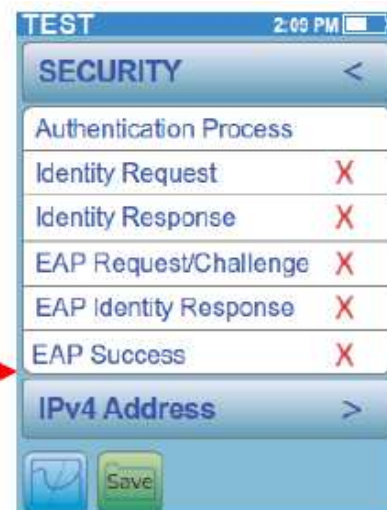 TEST 2:09 PM
SECURITY <
Authentication Process
Identity Request X
Identity Response X
EAP Request/Challenge X
EAP Identity Response X
EAP Success X
IPv4 Address >
Save